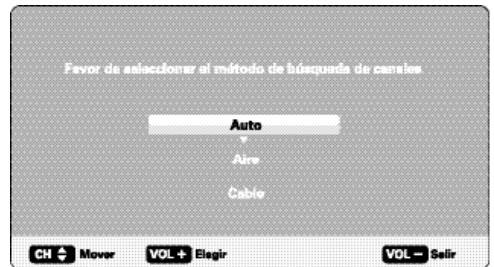 Favor de seleccionar el método de búsqueda de canales
Auto
Aire
Cable
CH Mover VOL + Elegir VOL - Salir